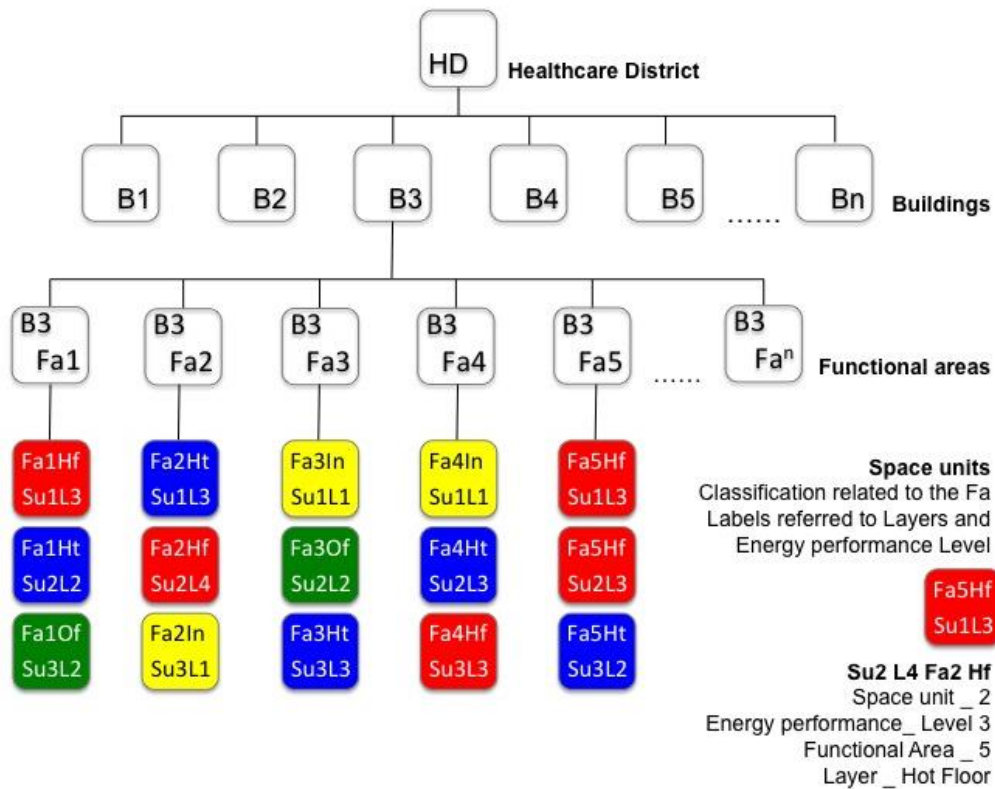 HD
Healthcare District
B1
B2
B3
B4
B5
......
Bn
Buildings
B3
Fa1
B3
Fa2
B3
Fa3
B3
Fa4
B3
Fa5
......
B3
Faⁿ
Functional areas
Fa1Hf
Su1L3
Fa2Ht
Su1L3
Fa3In
Su1L1
Fa4In
Su1L1
Fa5Hf
Su1L3
Fa1Ht
Su2L2
Fa2Hf
Su2L4
Fa3Of
Su2L2
Fa4Ht
Su2L3
Fa5Hf
Su2L3
Fa1Of
Su3L2
Fa2In
Su3L1
Fa3Ht
Su3L3
Fa4Hf
Su3L3
Fa5Ht
Su3L2
Space units
Classification related to the Fa
Labels referred to Layers and
Energy performance Level
Fa5Hf
Su1L3
Su2 L4 Fa2 Hf
Space unit _ 2
Energy performance_ Level 3
Functional Area _ 5
Layer _ Hot Floor